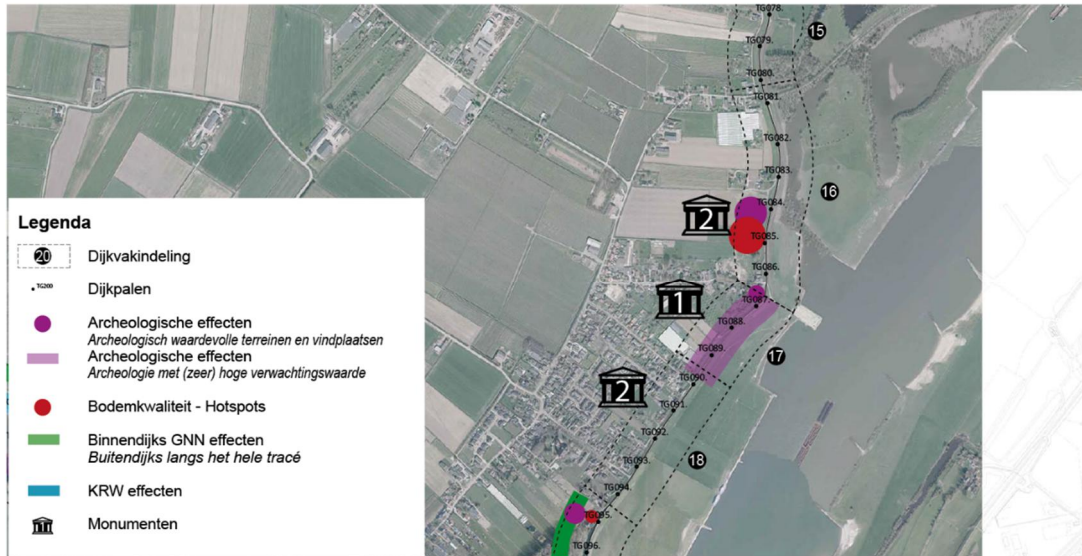 TG078.
15
TG079.
TG080.
TG081.
TG082.
TG083.
16
2
TG084.
TG085.
TG086.
1
TG087.
TG088.
17
TG089.
2
TG090.
TG091.
TG092.
18
TG093.
TG094.
TG095.
TG096.
Legenda
20 Dijkvakindeling
TG200 Dijkpalen
Archeologische effecten
Archeologisch waardevolle terreinen en vindplaatsen
Archeologische effecten
Archeologie met (zeer) hoge verwachtingswaarde
Bodemkwaliteit - Hotspots
Binnendijks GNN effecten
Buitendijks langs het hele tracé
KRW effecten
Monumenten